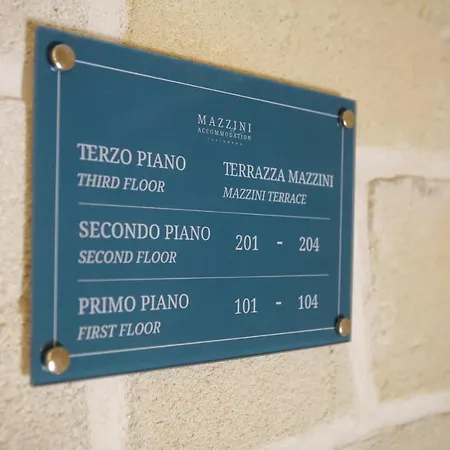 MAZZINI
ACCOMMODATION
TERZO PIANO TERRAZZA MAZZINI
THIRD FLOOR MAZZINI TERRACE
SECONDO PIANO 201 - 204
SECOND FLOOR
PRIMO PIANO 101 - 104
FIRST FLOOR